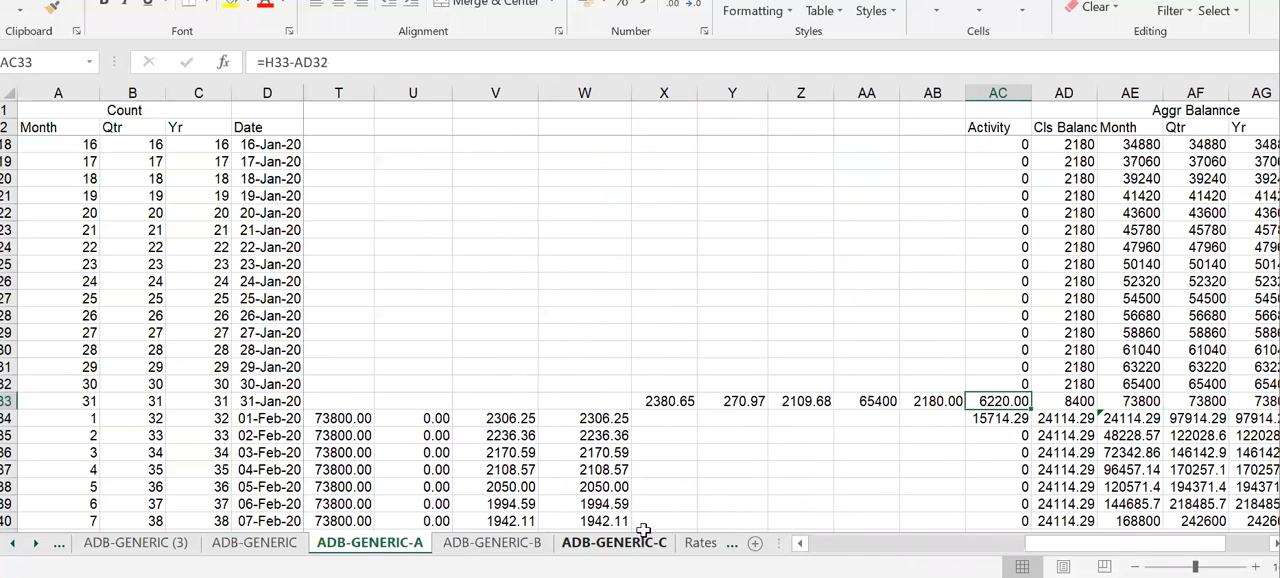 Merge & Center
Formatting Table Styles
Clear
Filter Select
Clipboard Font Alignment Number Styles Cells Editing
AC33 fx =H33-AD32
A B C D T U V W X Y Z AA AB AC AD AE AF AG
1 Count Aggr Balannce
2 Month Qtr Yr Date Activity Cls Balanc Month Qtr Yr
18 16 16 16 16-Jan-20 0 2180 34880 34880 3488
19 17 17 17 17-Jan-20 0 2180 37060 37060 3706
20 18 18 18 18-Jan-20 0 2180 39240 39240 3924
21 19 19 19 19-Jan-20 0 2180 41420 41420 4142
22 20 20 20 20-Jan-20 0 2180 43600 43600 4360
23 21 21 21 21-Jan-20 0 2180 45780 45780 4578
24 22 22 22 22-Jan-20 0 2180 47960 47960 4796
25 23 23 23 23-Jan-20 0 2180 50140 50140 5014
26 24 24 24 24-Jan-20 0 2180 52320 52320 5232
27 25 25 25 25-Jan-20 0 2180 54500 54500 5450
28 26 26 26 26-Jan-20 0 2180 56680 56680 5668
29 27 27 27 27-Jan-20 0 2180 58860 58860 5886
30 28 28 28 28-Jan-20 0 2180 61040 61040 6104
31 29 29 29 29-Jan-20 0 2180 63220 63220 6322
32 30 30 30 30-Jan-20 0 2180 65400 65400 6540
33 31 31 31 31-Jan-20 2380.65 270.97 2109.68 65400 2180.00 6220.00 8400 73800 73800 7380
34 1 32 32 01-Feb-20 73800.00 0.00 2306.25 2306.25 15714.29 24114.29 24114.29 97914.29 97914.
35 2 33 33 02-Feb-20 73800.00 0.00 2236.36 2236.36 0 24114.29 48228.57 122028.6 122028
36 3 34 34 03-Feb-20 73800.00 0.00 2170.59 2170.59 0 24114.29 72342.86 146142.9 146142
37 4 35 35 04-Feb-20 73800.00 0.00 2108.57 2108.57 0 24114.29 96457.14 170257.1 170257
38 5 36 36 05-Feb-20 73800.00 0.00 2050.00 2050.00 0 24114.29 120571.4 194371.4 194371
39 6 37 37 06-Feb-20 73800.00 0.00 1994.59 1994.59 0 24114.29 144685.7 218485.7 218485
40 7 38 38 07-Feb-20 73800.00 0.00 1942.11 1942.11 0 24114.29 168800 242600 2426
... ADB-GENERIC (3) ADB-GENERIC ADB-GENERIC-A ADB-GENERIC-B ADB-GENERIC-C Rates ...